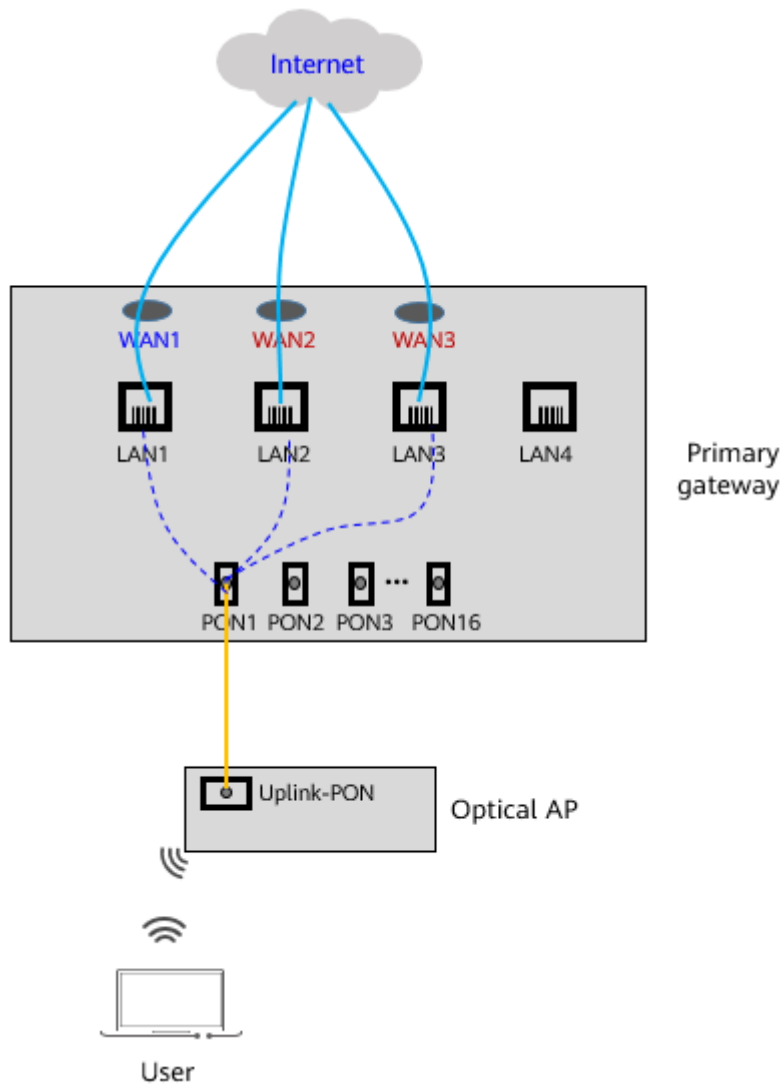 Internet
WAN1 WAN2 WAN3
LAN1 LAN2 LAN3 LAN4
Primary
gateway
PON1 PON2 PON3 ••• PON16
Uplink-PON
Optical AP
User